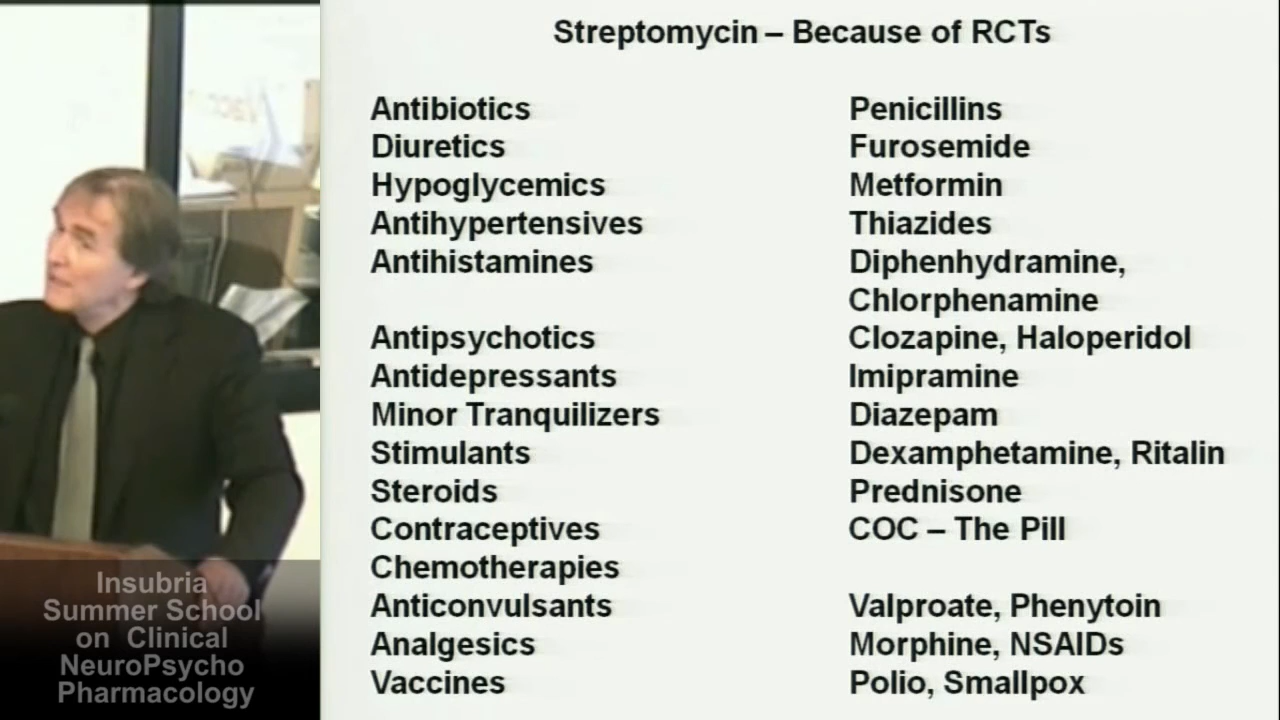 Streptomycin – Because of RCTs
Antibiotics Penicillins
Diuretics Furosemide
Hypoglycemics Metformin
Antihypertensives Thiazides
Antihistamines Diphenhydramine,
Chlorphenamine
Antipsychotics Clozapine, Haloperidol
Antidepressants Imipramine
Minor Tranquilizers Diazepam
Stimulants Dexamphetamine, Ritalin
Steroids Prednisone
Contraceptives COC – The Pill
Chemotherapies
Anticonvulsants Valproate, Phenytoin
Analgesics Morphine, NSAIDs
Vaccines Polio, Smallpox
Insubria
Summer School
on Clinical
NeuroPsycho
Pharmacology